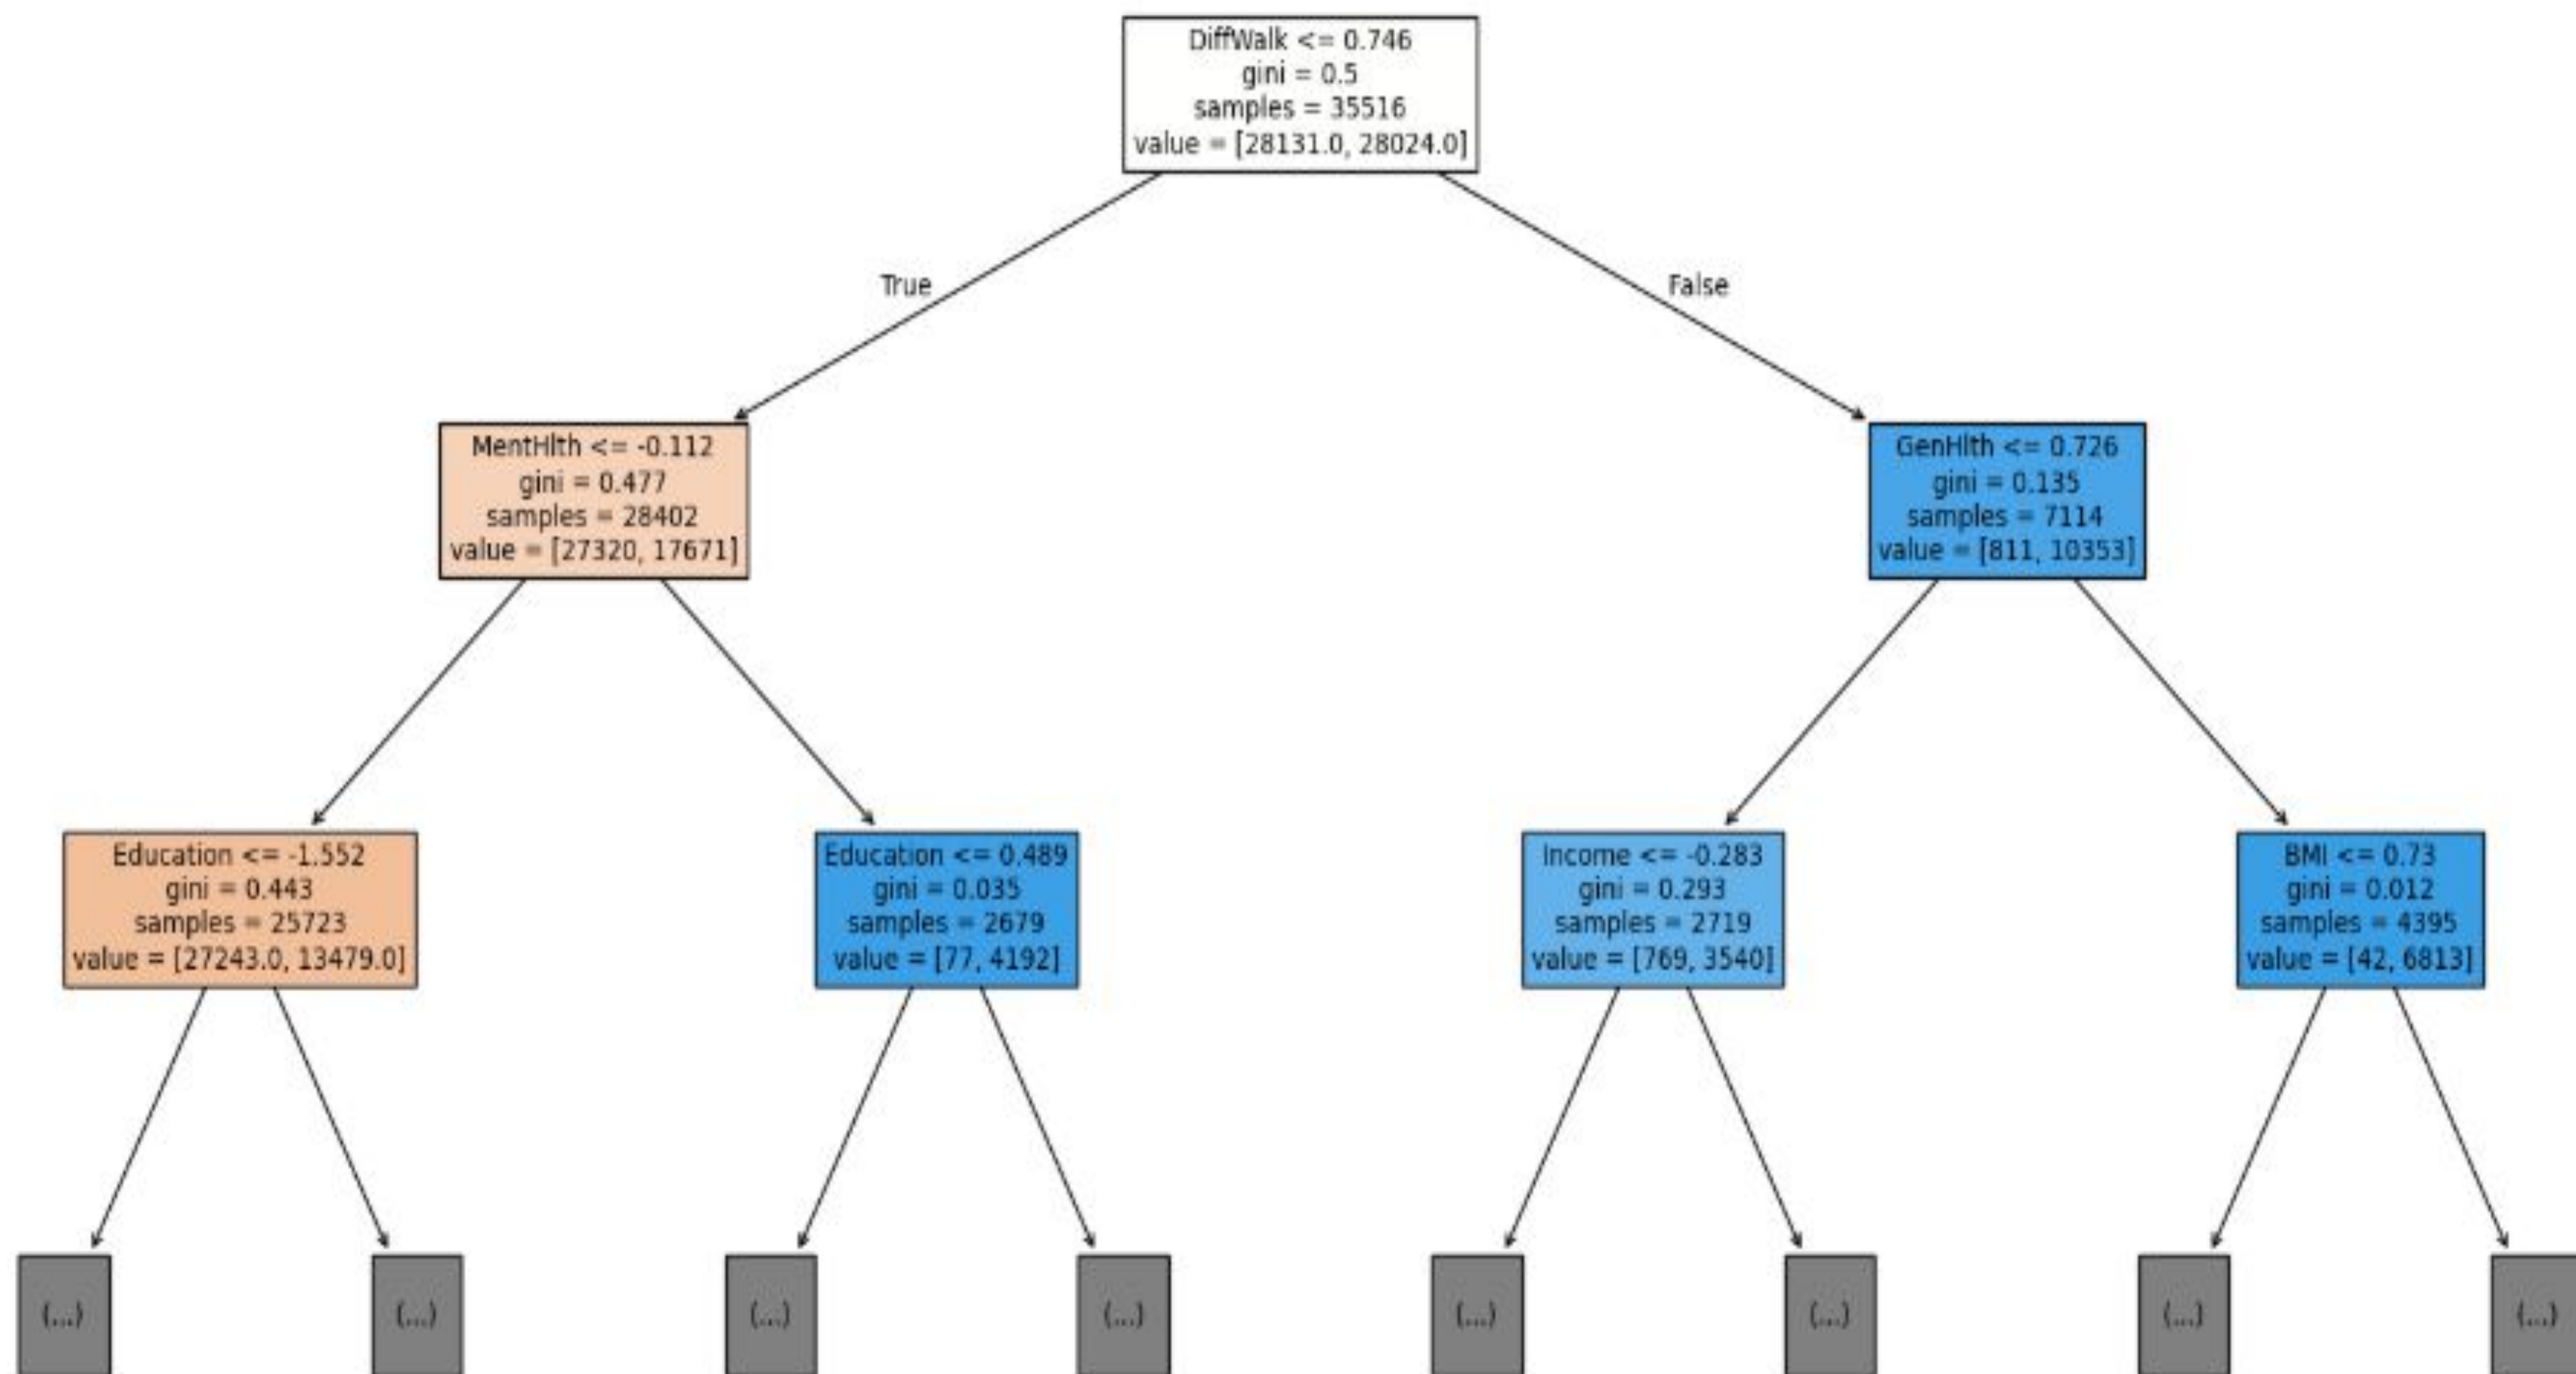 DiffWalk <= 0.746
gini = 0.5
samples = 35516
value = [28131.0, 28024.0]
True
False
MentHlth <= -0.112
gini = 0.477
samples = 28402
value = [27320, 17671]
GenHlth <= 0.726
gini = 0.135
samples = 7114
value = [811, 10353]
Education <= -1.552
gini = 0.443
samples = 25723
value = [27243.0, 13479.0]
Education <= 0.489
gini = 0.035
samples = 2679
value = [77, 4192]
Income <= -0.283
gini = 0.293
samples = 2719
value = [769, 3540]
BMI <= 0.73
gini = 0.012
samples = 4395
value = [42, 6813]
(...)
(...)
(...)
(...)
(...)
(...)
(...)
(...)